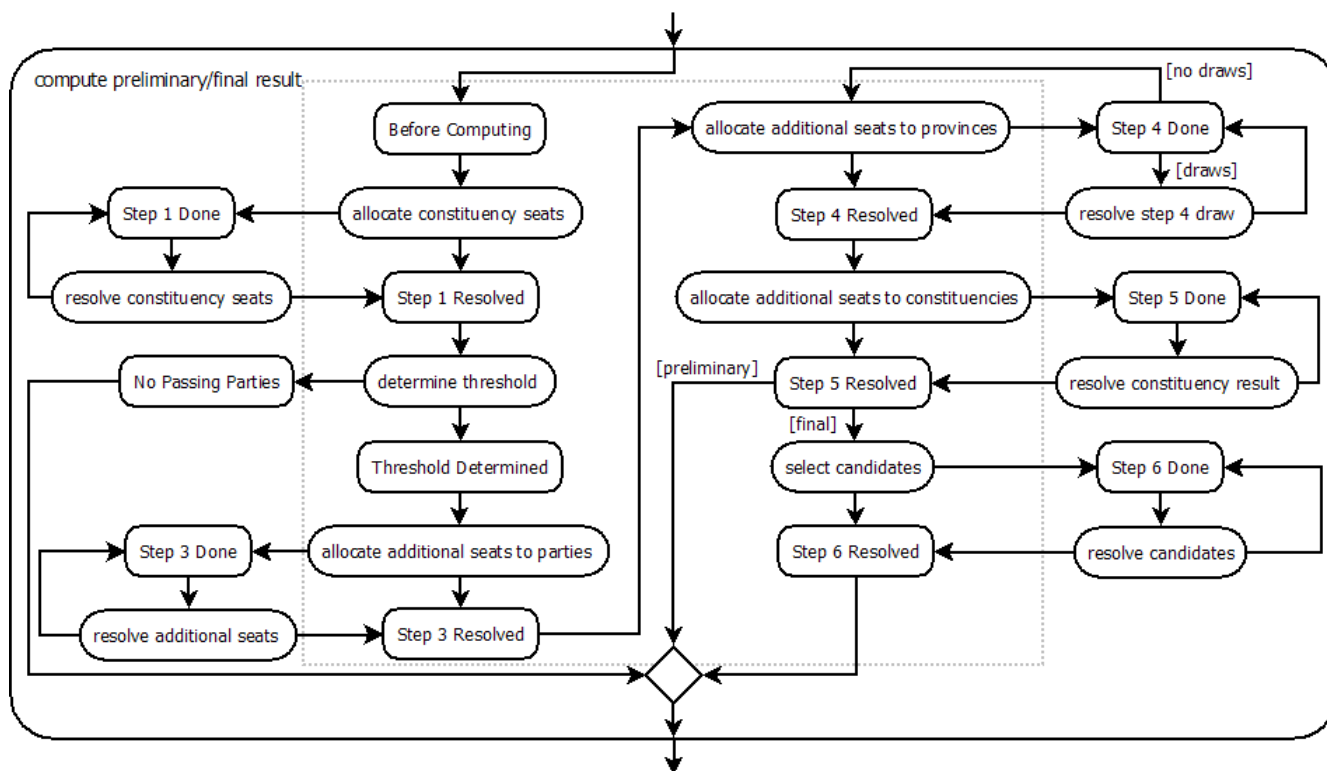 compute preliminary/final result
[no draws]
Before Computing
allocate additional seats to provinces
Step 4 Done
[draws]
Step 1 Done
allocate constituency seats
Step 4 Resolved
resolve step 4 draw
resolve constituency seats
Step 1 Resolved
allocate additional seats to constituencies
Step 5 Done
[preliminary]
No Passing Parties
determine threshold
Step 5 Resolved
resolve constituency result
[final]
Threshold Determined
select candidates
Step 6 Done
Step 3 Done
allocate additional seats to parties
Step 6 Resolved
resolve candidates
resolve additional seats
Step 3 Resolved